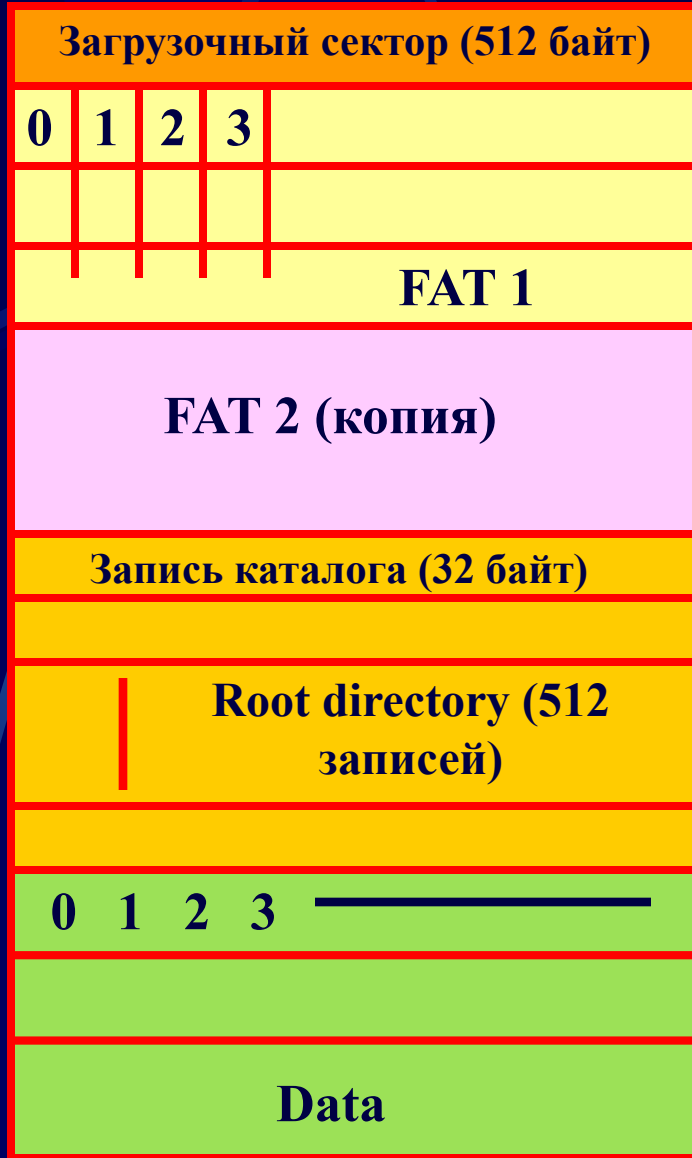 Загрузочный сектор (512 байт)
0 1 2 3
FAT 1
FAT 2 (копия)
Запись каталога (32 байт)
Root directory (512
записей)
0 1 2 3
Data